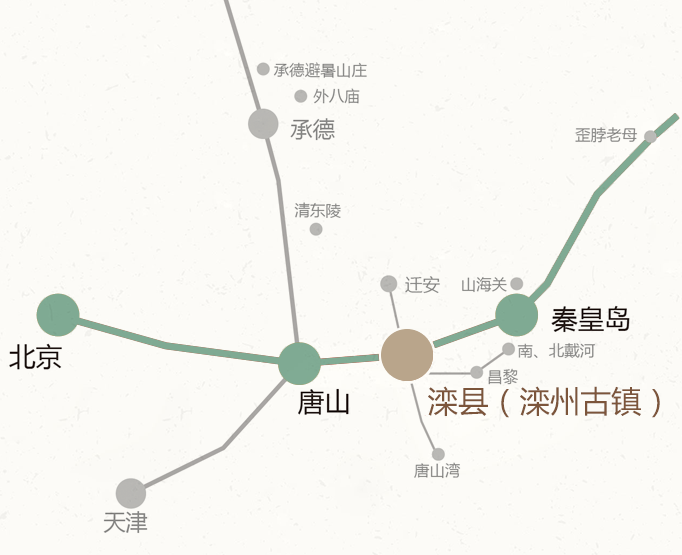 承德避暑山庄
外八庙
承德
歪脖老母
清东陵
迁安
山海关
秦皇岛
北京
南、北戴河
昌黎
唐山
滦县（滦州古镇）
唐山湾
天津